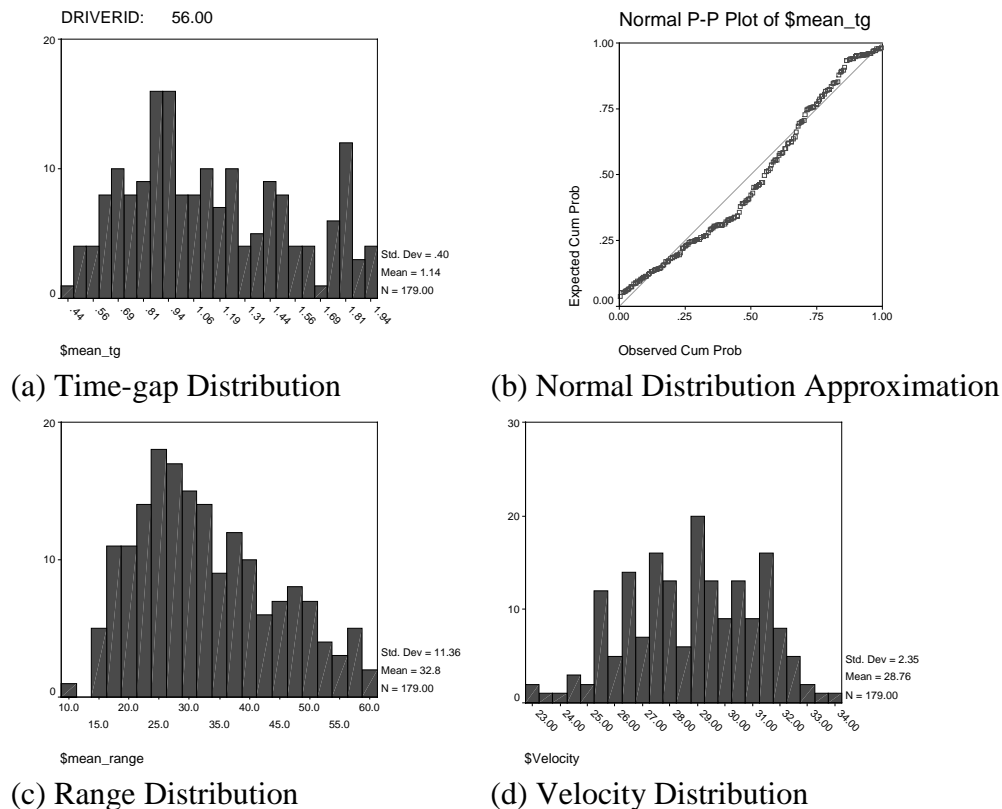 DRIVERID: 56.00
20
10
0
Std. Dev = .40
Mean = 1.14
N = 179.00
.44 .56 .69 .81 .94 1.06 1.19 1.31 1.44 1.56 1.69 1.81 1.94
$mean_tg
Normal P-P Plot of $mean_tg
1.00
.75
.50
.25
0.00
Expected Cum Prob
0.00 .25 .50 .75 1.00
Observed Cum Prob
(a) Time-gap Distribution
(b) Normal Distribution Approximation
20
10
0
Std. Dev = 11.36
Mean = 32.8
N = 179.00
10.0 20.0 30.0 40.0 50.0 60.0
15.0 25.0 35.0 45.0 55.0
$mean_range
30
20
10
0
Std. Dev = 2.35
Mean = 28.76
N = 179.00
23.00 24.00 25.00 26.00 27.00 28.00 29.00 30.00 31.00 32.00 33.00 34.00
$Velocity
(c) Range Distribution
(d) Velocity Distribution